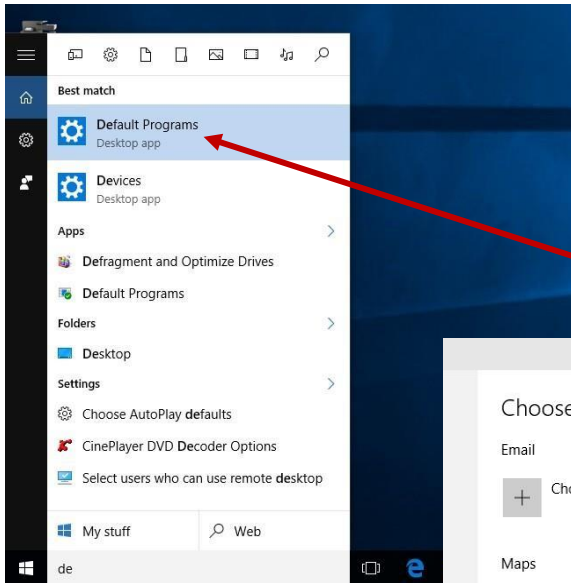 Best match
Default Programs
Desktop app
Devices
Desktop app
Apps
Defragment and Optimize Drives
Default Programs
Folders
Desktop
Settings
Choose AutoPlay defaults
CinePlayer DVD Decoder Options
Select users who can use remote desktop
My stuff
Web
de
Choose
Email
Cho
Maps